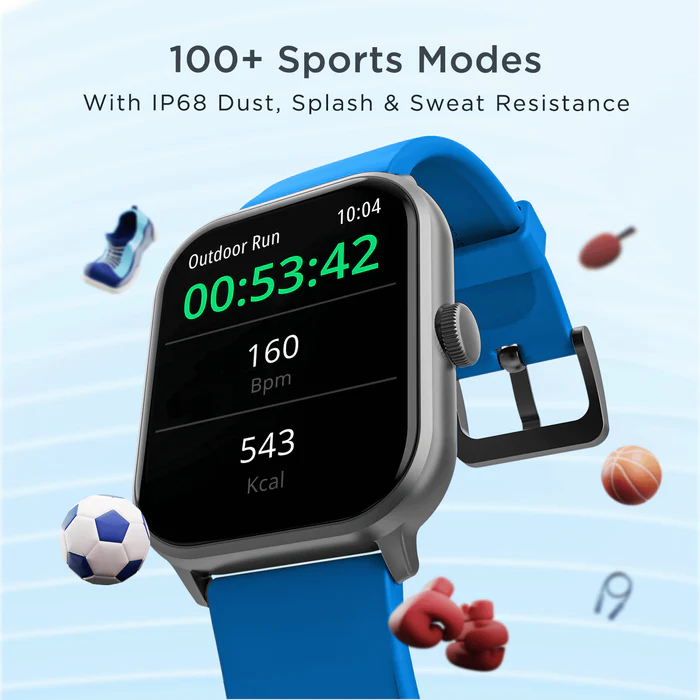 100+ Sports Modes
With IP68 Dust, Splash & Sweat Resistance
10:04
Outdoor Run
00:53:42
160
Bpm
543
Kcal